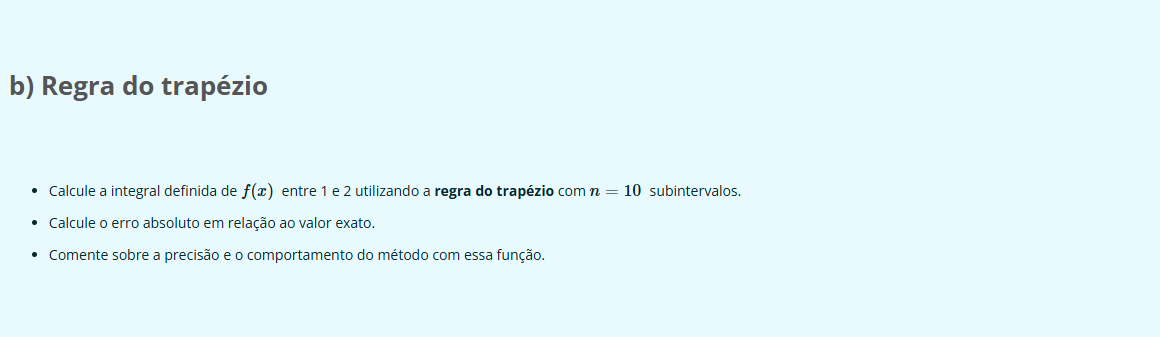 b) Regra do trapézio
• Calcule a integral definida de f(x) entre 1 e 2 utilizando a regra do trapézio com n = 10 subintervalos.
• Calcule o erro absoluto em relação ao valor exato.
• Comente sobre a precisão e o comportamento do método com essa função.